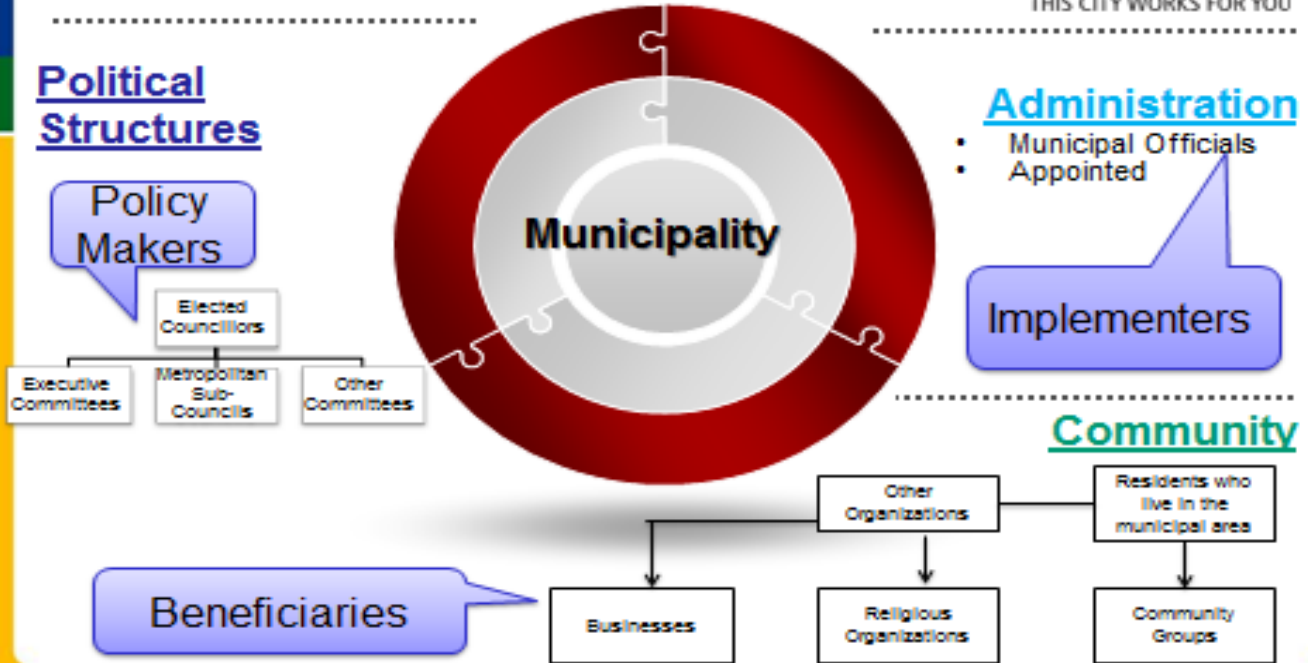 THIS CITY WORKS FOR YOU
Political
Structures
Policy
Makers
Elected
Councillors
Executive
Committees
Metropolitan
Sub-
Councils
Other
Committees
Municipality
Administration
• Municipal Officials
• Appointed
Implementers
Community
Other
Organizations
Residents who
live in the
municipal area
Beneficiaries
Businesses
Religious
Organizations
Community
Groups